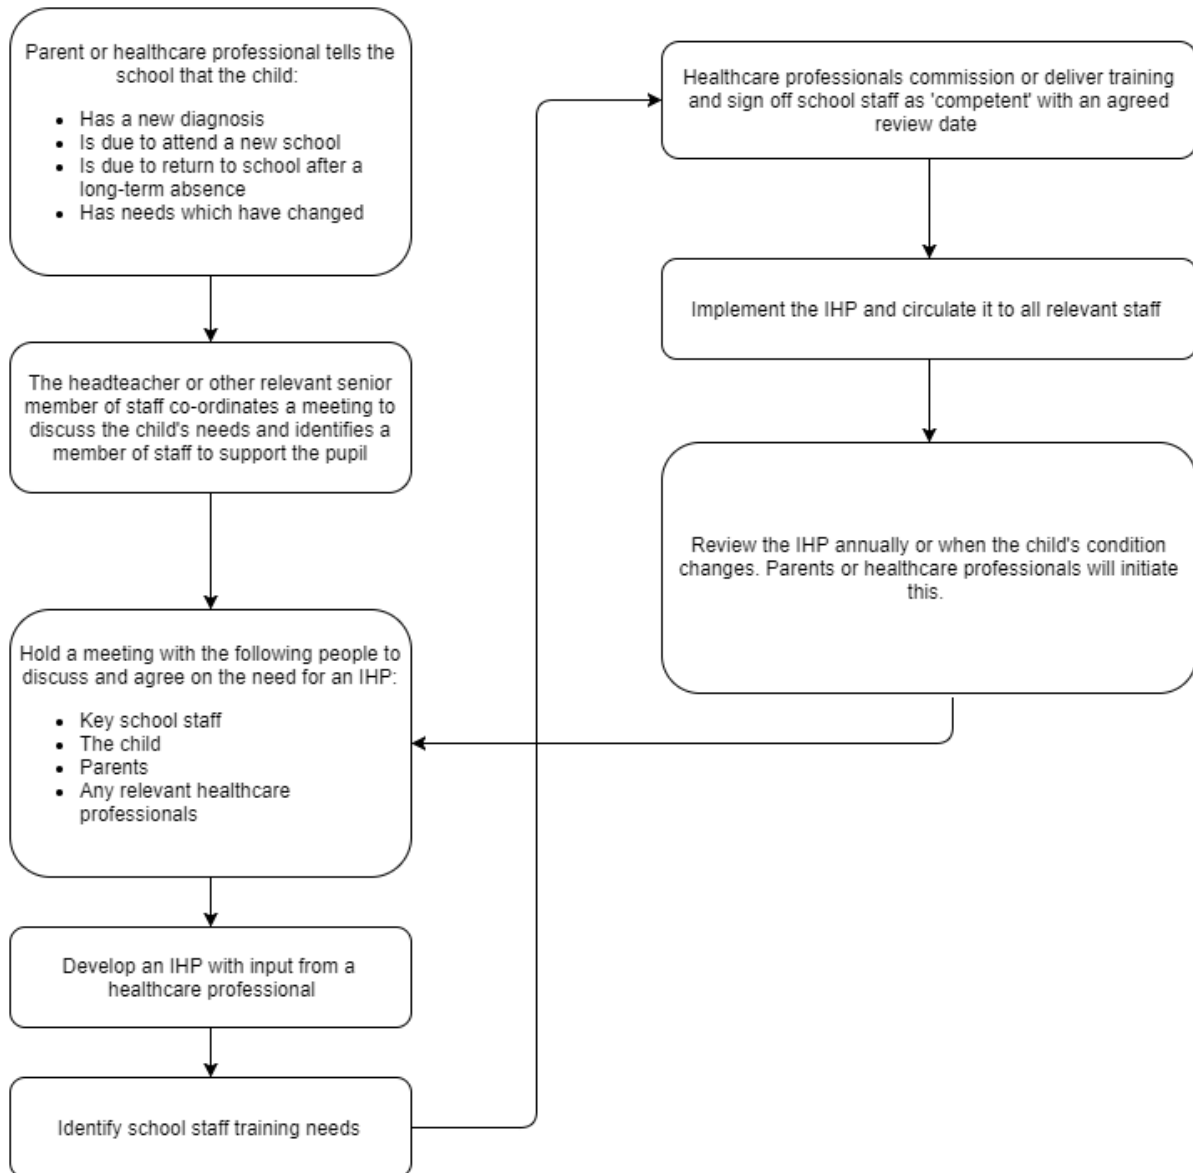 Parent or healthcare professional tells the
school that the child:
• Has a new diagnosis
• Is due to attend a new school
• Is due to return to school after a
long-term absence
• Has needs which have changed
The headteacher or other relevant senior
member of staff co-ordinates a meeting to
discuss the child's needs and identifies a
member of staff to support the pupil
Hold a meeting with the following people to
discuss and agree on the need for an IHP:
• Key school staff
• The child
• Parents
• Any relevant healthcare
professionals
Develop an IHP with input from a
healthcare professional
Identify school staff training needs
Healthcare professionals commission or deliver training
and sign off school staff as 'competent' with an agreed
review date
Implement the IHP and circulate it to all relevant staff
Review the IHP annually or when the child's condition
changes. Parents or healthcare professionals will initiate
this.